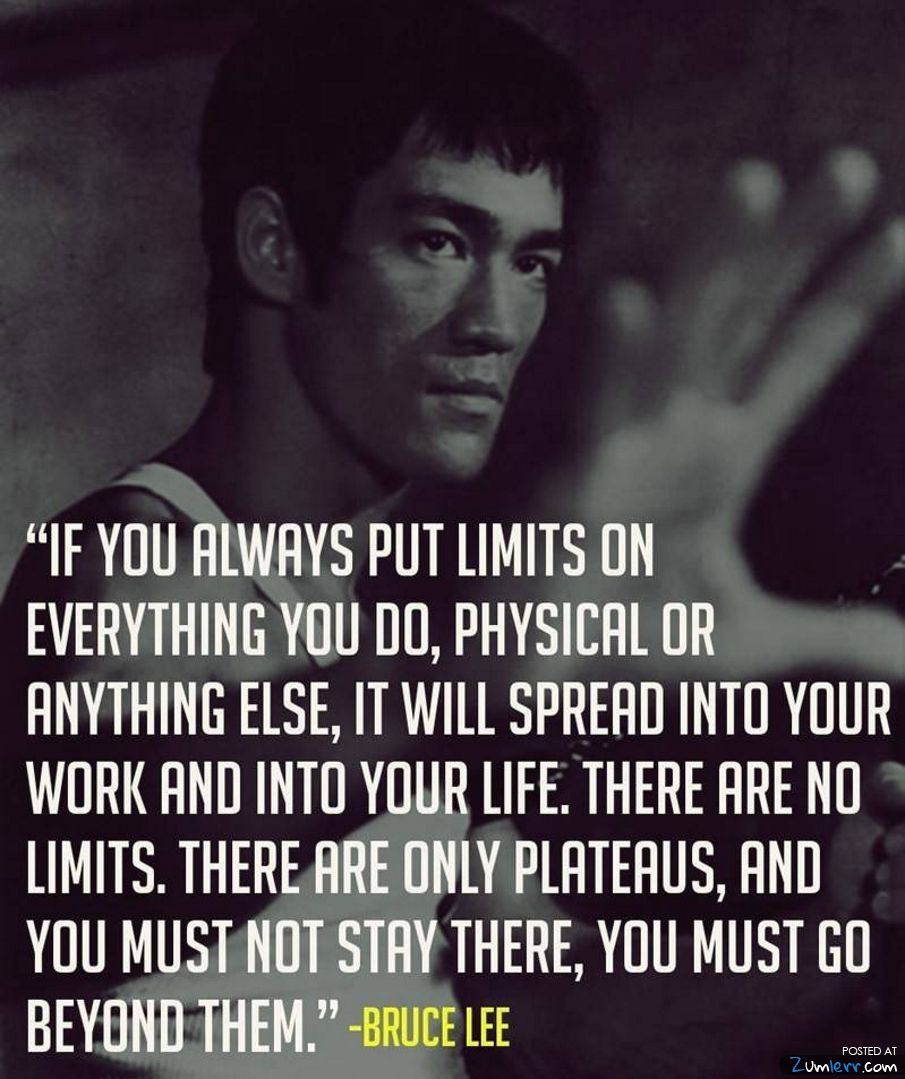 “IF YOU ALWAYS PUT LIMITS ON
EVERYTHING YOU DO, PHYSICAL OR
ANYTHING ELSE, IT WILL SPREAD INTO YOUR
WORK AND INTO YOUR LIFE. THERE ARE NO
LIMITS. THERE ARE ONLY PLATEAUS, AND
YOU MUST NOT STAY THERE, YOU MUST GO
BEYOND THEM.” -BRUCE LEE
POSTED AT
Zumlerr.com